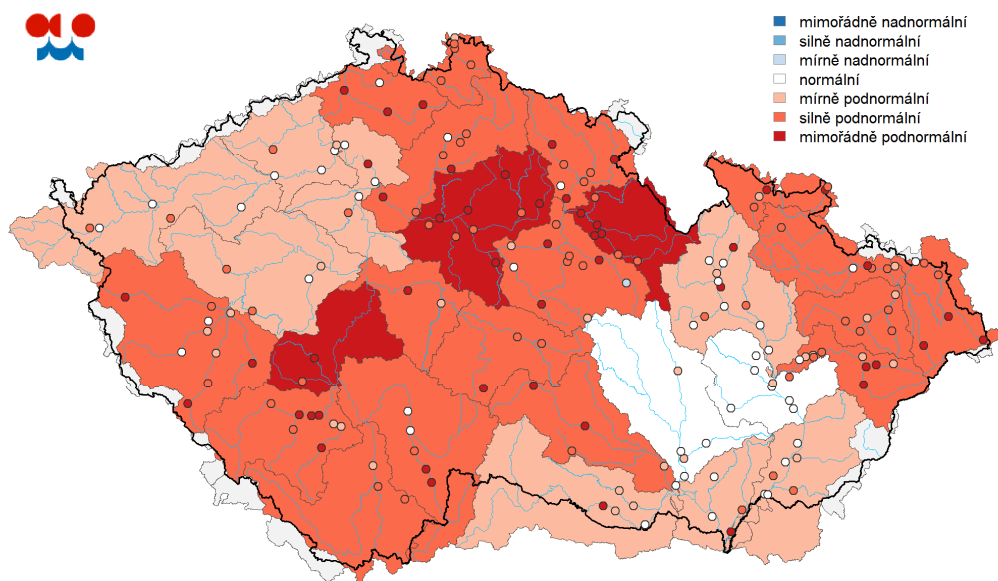 mimořádně nadnormální
silně nadnormální
mírně nadnormální
normální
mírně podnormální
silně podnormální
mimořádně podnormální